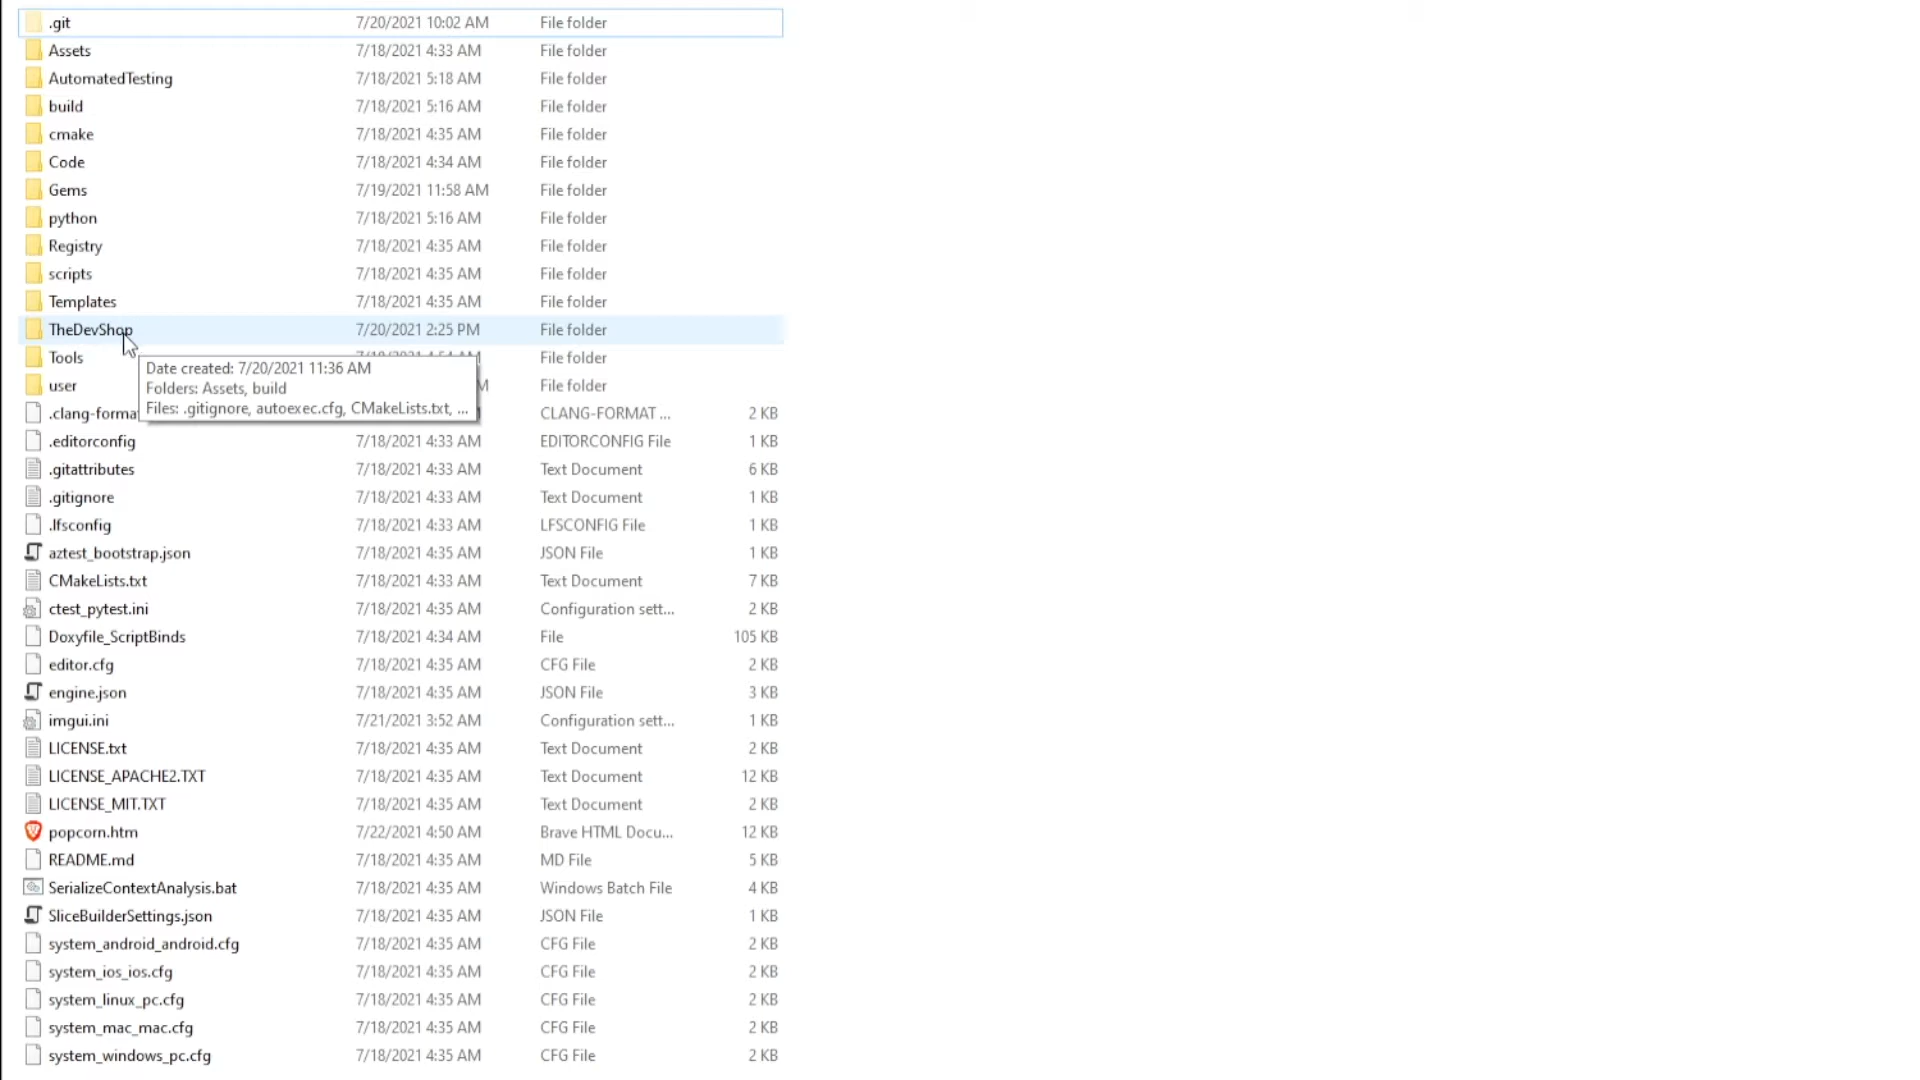 .git 7/20/2021 10:02 AM File folder
Assets 7/18/2021 4:33 AM File folder
AutomatedTesting 7/18/2021 5:18 AM File folder
build 7/18/2021 5:16 AM File folder
cmake 7/18/2021 4:35 AM File folder
Code 7/18/2021 4:34 AM File folder
Gems 7/19/2021 11:58 AM File folder
python 7/18/2021 5:16 AM File folder
Registry 7/18/2021 4:35 AM File folder
scripts 7/18/2021 4:35 AM File folder
Templates 7/18/2021 4:35 AM File folder
TheDevShop 7/20/2021 2:25 PM File folder
Tools File folder
Date created: 7/20/2021 11:36 AM
Folders: Assets, build
Files: .gitignore, autoexec.cfg, CMakeLists.txt, ...
user File folder
.clang-forma CLANG-FORMAT ... 2 KB
.editorconfig 7/18/2021 4:33 AM EDITORCONFIG File 1 KB
.gitattributes 7/18/2021 4:33 AM Text Document 6 KB
.gitignore 7/18/2021 4:33 AM Text Document 1 KB
.lfsconfig 7/18/2021 4:33 AM LFSCONFIG File 1 KB
aztest_bootstrap.json 7/18/2021 4:35 AM JSON File 1 KB
CMakeLists.txt 7/18/2021 4:33 AM Text Document 7 KB
ctest_pytest.ini 7/18/2021 4:35 AM Configuration sett... 2 KB
Doxyfile_ScriptBinds 7/18/2021 4:34 AM File 105 KB
editor.cfg 7/18/2021 4:35 AM CFG File 2 KB
engine.json 7/18/2021 4:35 AM JSON File 3 KB
imgui.ini 7/21/2021 3:52 AM Configuration sett... 1 KB
LICENSE.txt 7/18/2021 4:35 AM Text Document 2 KB
LICENSE_APACHE2.TXT 7/18/2021 4:35 AM Text Document 12 KB
LICENSE_MIT.TXT 7/18/2021 4:35 AM Text Document 2 KB
popcorn.htm 7/22/2021 4:50 AM Brave HTML Docu... 12 KB
README.md 7/18/2021 4:35 AM MD File 5 KB
SerializeContextAnalysis.bat 7/18/2021 4:35 AM Windows Batch File 4 KB
SliceBuilderSettings.json 7/18/2021 4:35 AM JSON File 1 KB
system_android_android.cfg 7/18/2021 4:35 AM CFG File 2 KB
system_ios_ios.cfg 7/18/2021 4:35 AM CFG File 2 KB
system_linux_pc.cfg 7/18/2021 4:35 AM CFG File 2 KB
system_mac_mac.cfg 7/18/2021 4:35 AM CFG File 2 KB
system_windows_pc.cfg 7/18/2021 4:35 AM CFG File 2 KB